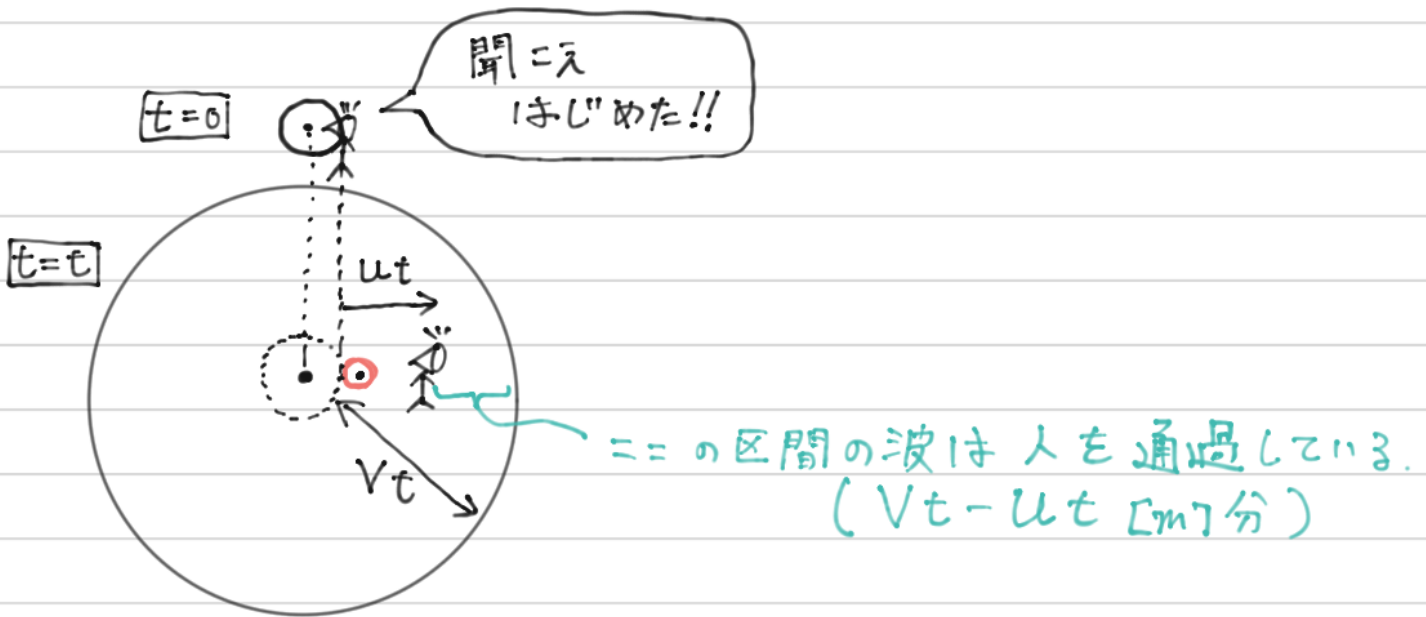 聞こえ
はじめた!!
t=0
t=t
ut
Vt
ここの区間の波は人を通過している.
(Vt-ut [m]分)